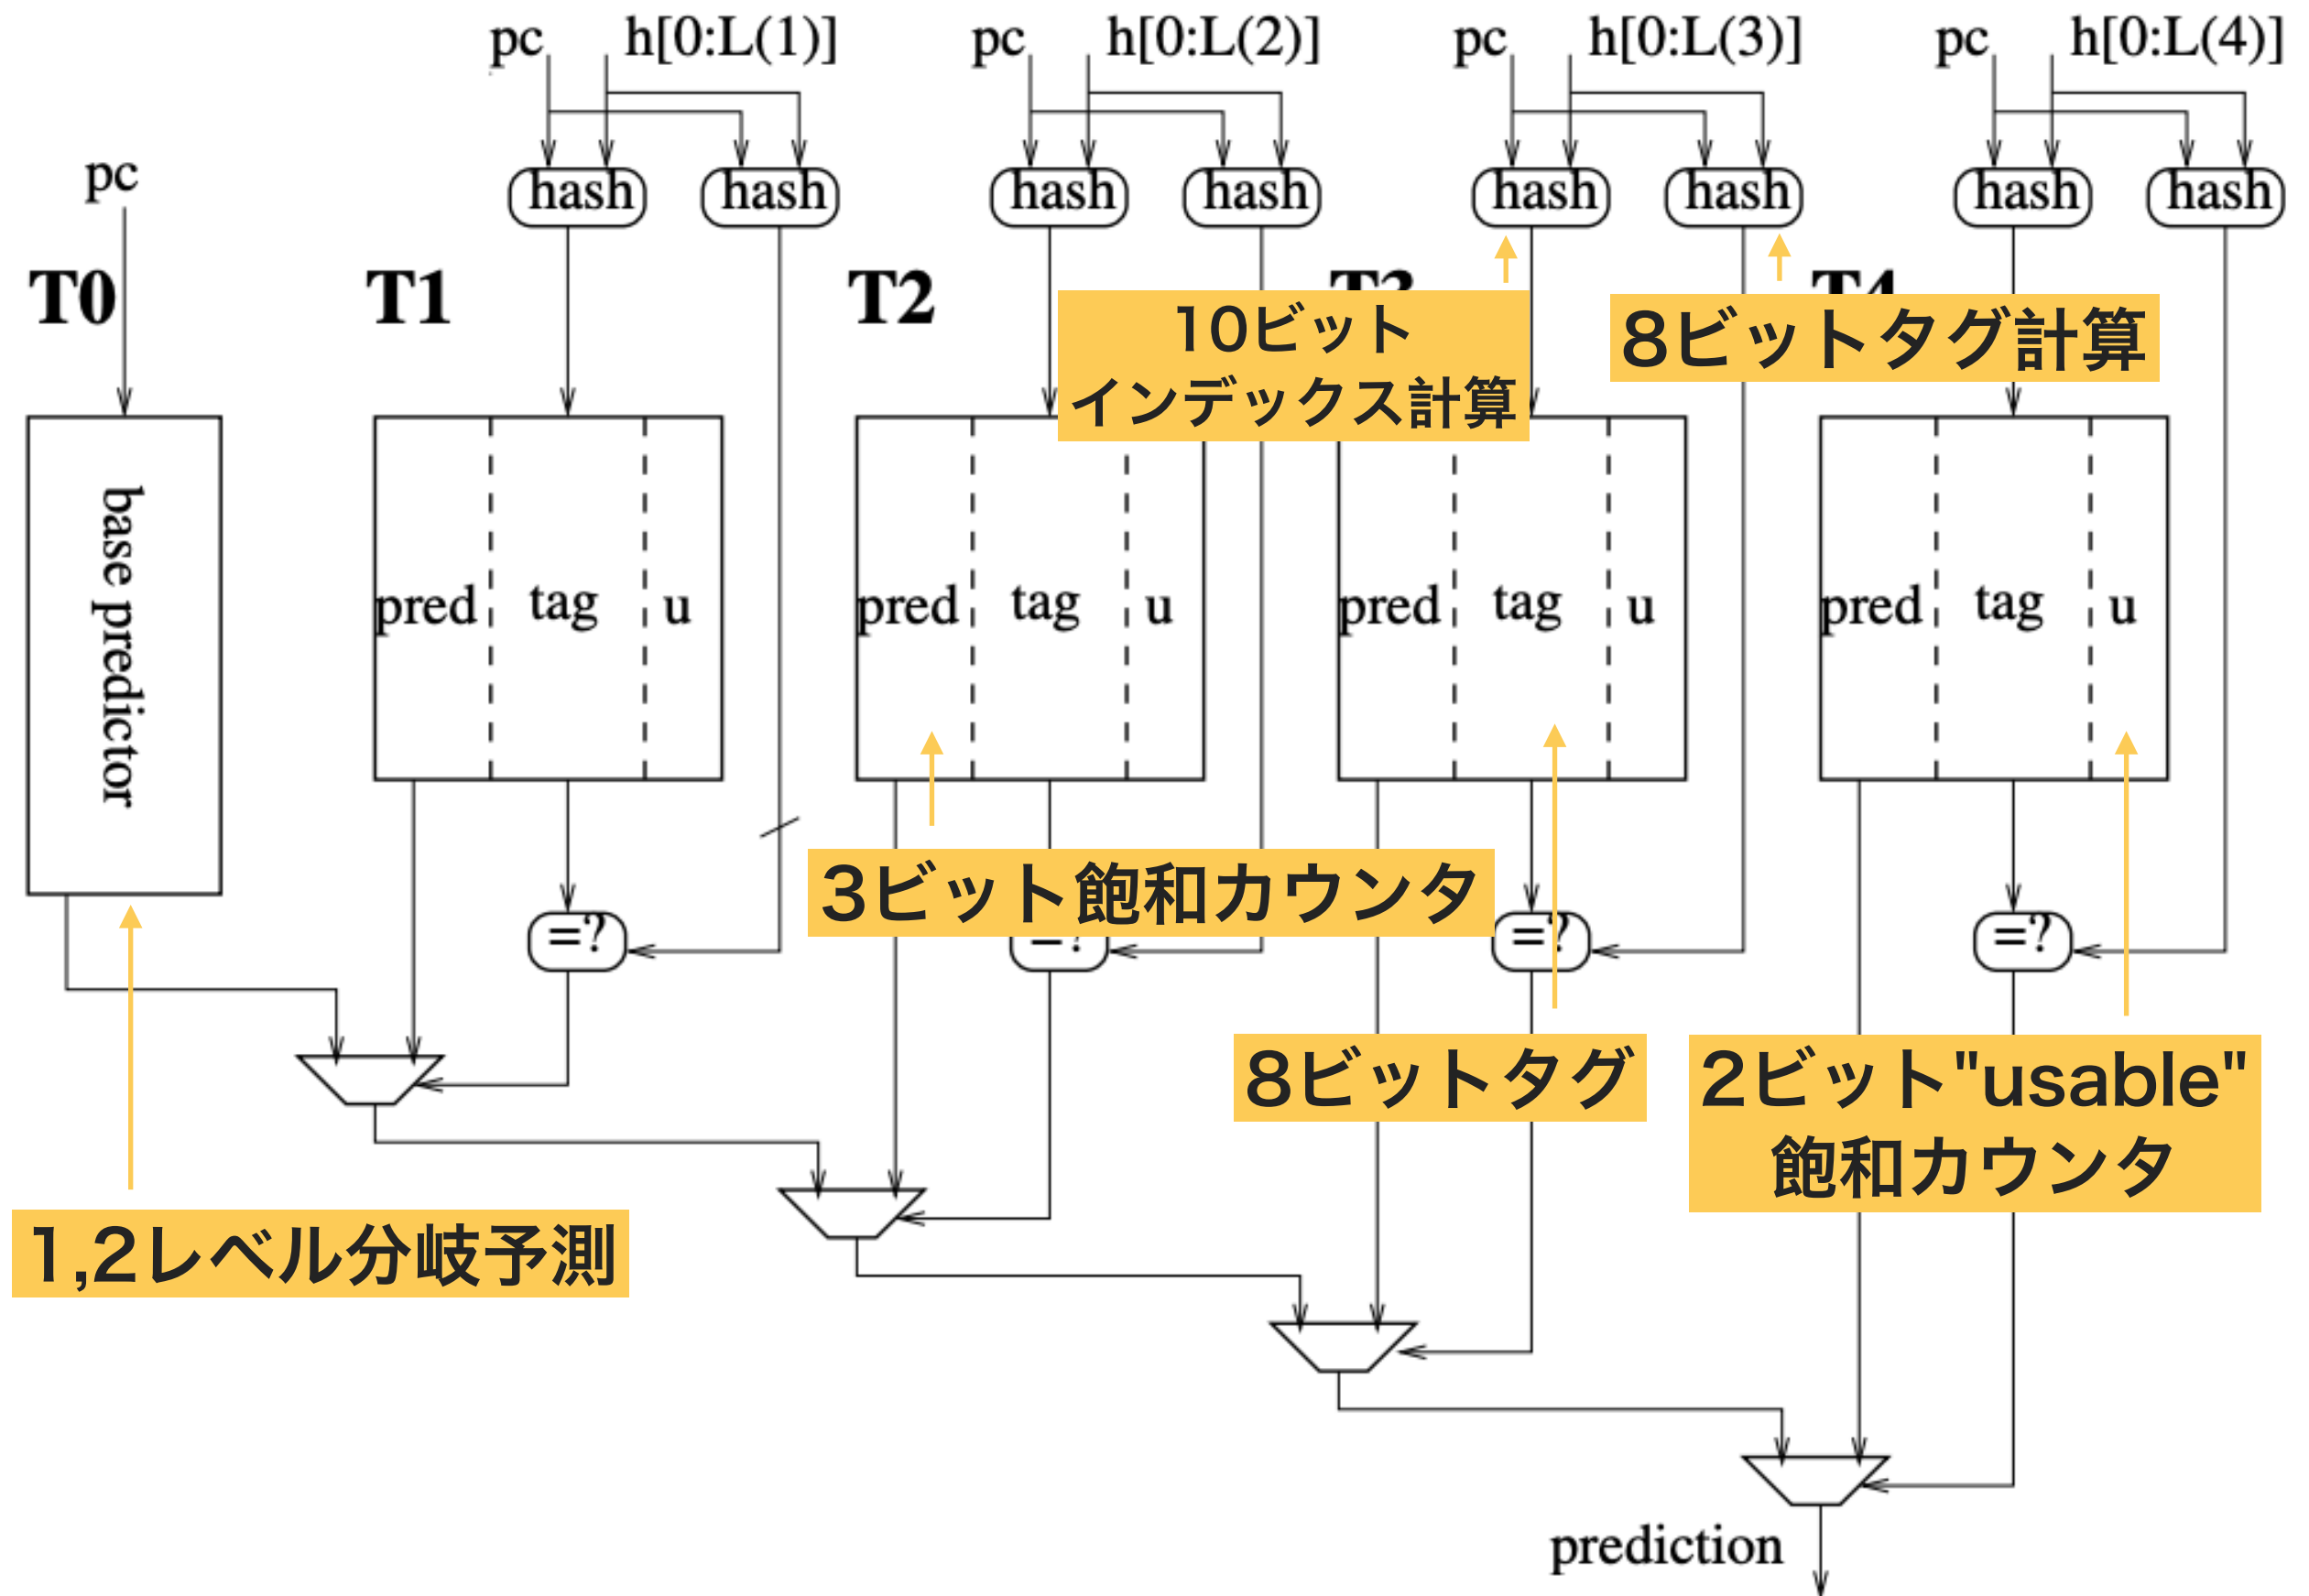 pc h[0:L(1)] pc h[0:L(2)] pc h[0:L(3)] pc h[0:L(4)]
pc
hash hash hash hash hash hash hash hash
T0 T1 T2 T3 T4
10ビット
インデックス計算
8ビットタグ計算
base predictor
pred tag u pred tag u pred tag u pred tag u
3ビット飽和カウンタ
=? =? =? =?
8ビットタグ
2ビット"usable"
飽和カウンタ
1,2レベル分岐予測
prediction